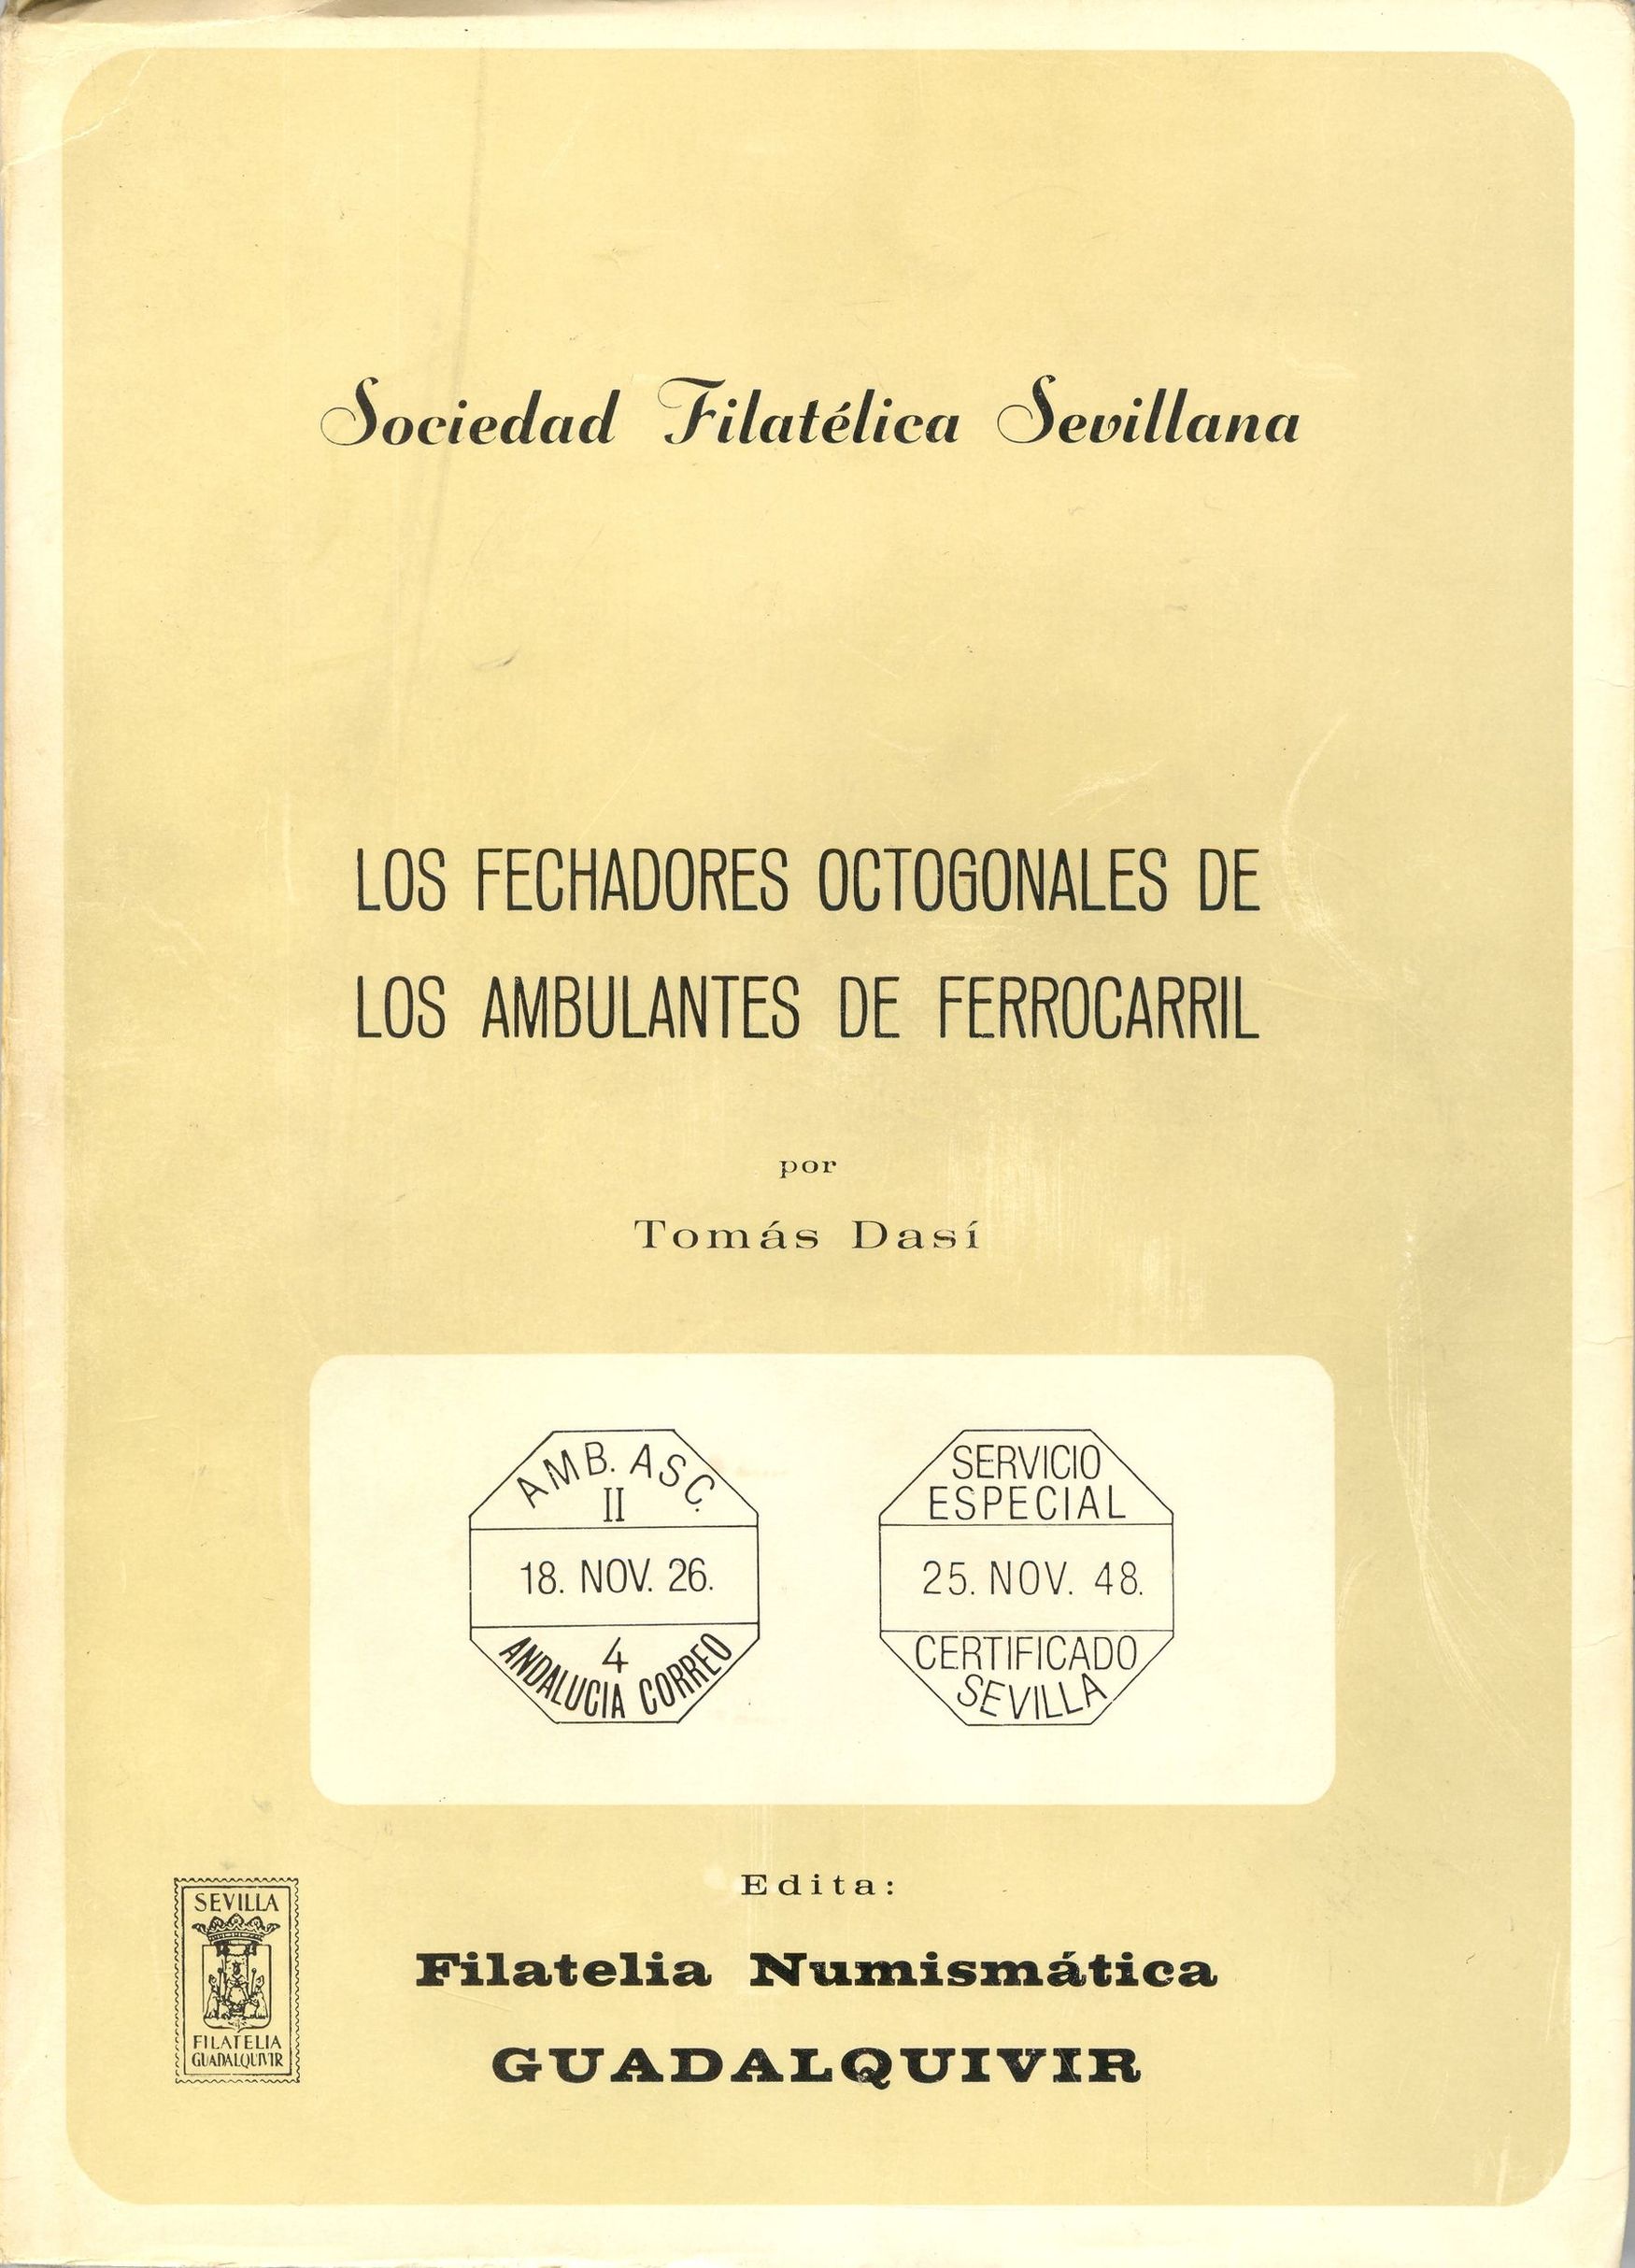 Sociedad Filatélica Sevillana
LOS FECHADORES OCTOGONALES DE
LOS AMBULANTES DE FERROCARRIL
por
Tomás Dasí
AMB. ASC.
II
18. NOV. 26.
4
ANDALUCIA CORREO
SERVICIO
ESPECIAL
25. NOV. 48.
CERTIFICADO
SEVILLA
Edita:
Filatelia Numismática
GUADALQUIVIR
SEVILLA
FILATELIA
GUADALQUIVIR